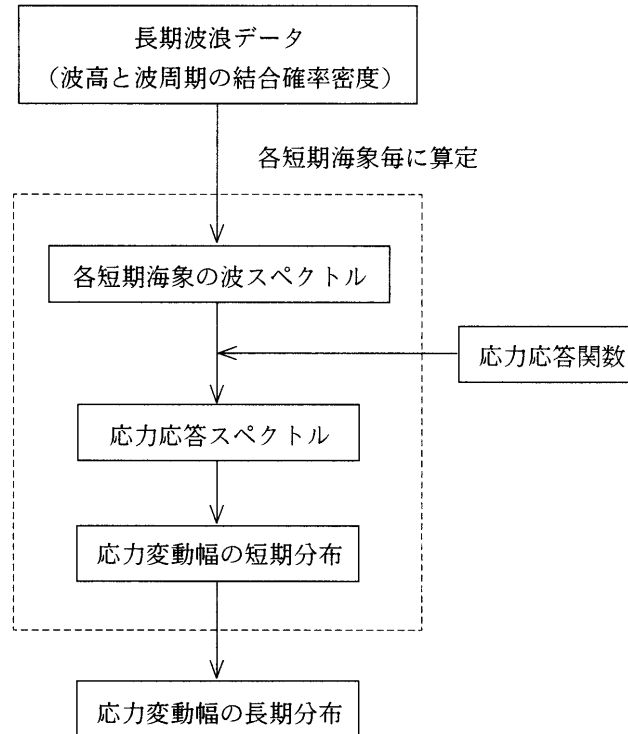 長期波浪データ
（波高と波周期の結合確率密度）
各短期海象毎に算定
各短期海象の波スペクトル
応力応答関数
応力応答スペクトル
応力変動幅の短期分布
応力変動幅の長期分布